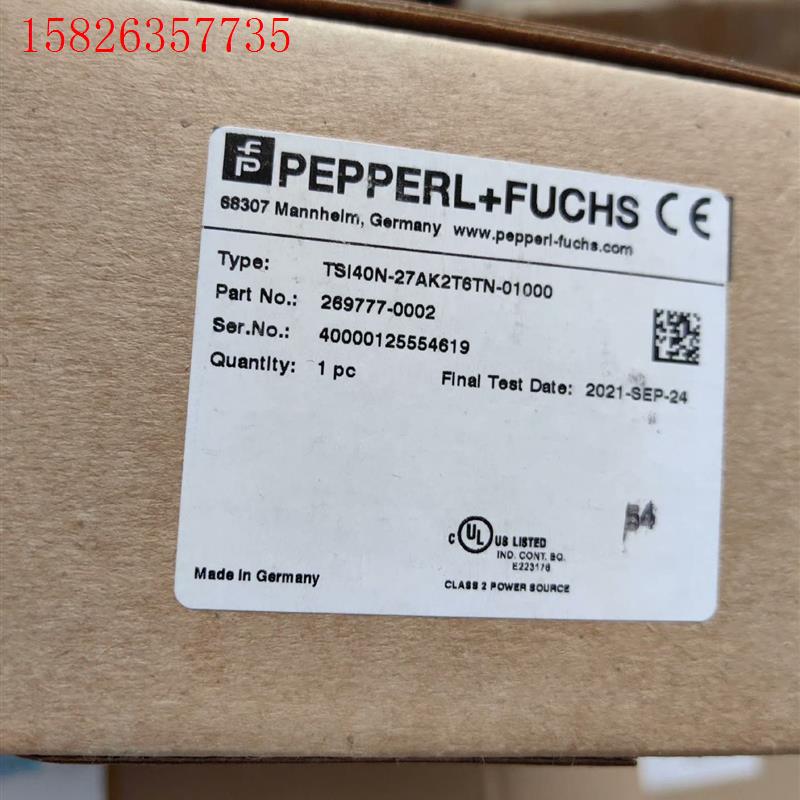 15826357735
PEPPERL+FUCHS CE
68307 Mannheim, Germany www.pepperl-fuchs.com
Type: TSI40N-27AK2T6TN-01000
Part No.: 269777-0002
Ser.No.: 40000125554619
Quantity: 1 pc Final Test Date: 2021-SEP-24
54
C UL US LISTED
IND. CONT. EQ.
E223176
Made in Germany CLASS 2 POWER SOURCE